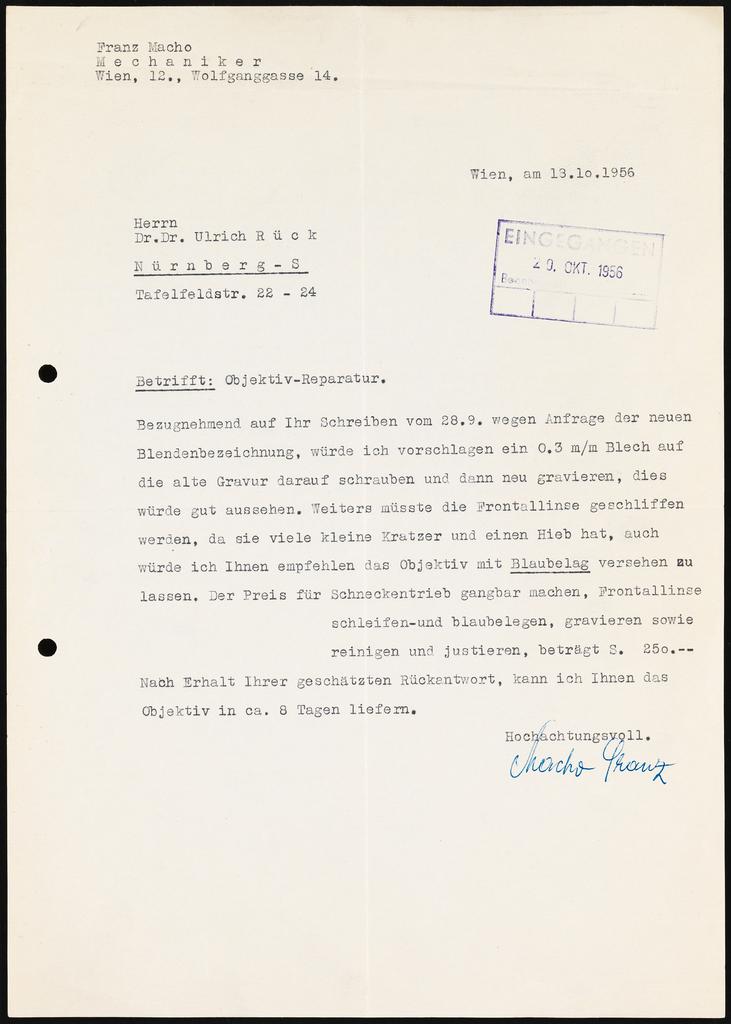 Franz Macho
Mechaniker
Wien, 12., Wolfganggasse 14.
Wien, am 13.1o.1956
Herrn
Dr.Dr. Ulrich R ü c k
N ü r n b e r g - S
Tafelfeldstr. 22 - 24
EINGEGANGEN
20. OKT. 1956
Betrifft: Objektiv-Reparatur.
Bezugnehmend auf Ihr Schreiben vom 28.9. wegen Anfrage der neuen
Blendenbezeichnung, würde ich vorschlagen ein 0.3 m/m Blech auf
die alte Gravur darauf schrauben und dann neu gravieren, dies
würde gut aussehen. Weiters müsste die Frontallinse geschliffen
werden, da sie viele kleine Kratzer und einen Hieb hat, auch
würde ich Ihnen empfehlen das Objektiv mit Blaubelag versehen zu
lassen. Der Preis für Schneckentrieb gangbar machen, Frontallinse
schleifen-und blaubelegen, gravieren sowie
reinigen und justieren, beträgt S. 25o.--
Nach Erhalt Ihrer geschätzten Rückantwort, kann ich Ihnen das
Objektiv in ca. 8 Tagen liefern.
Hochachtungsvoll.
Macho Franz